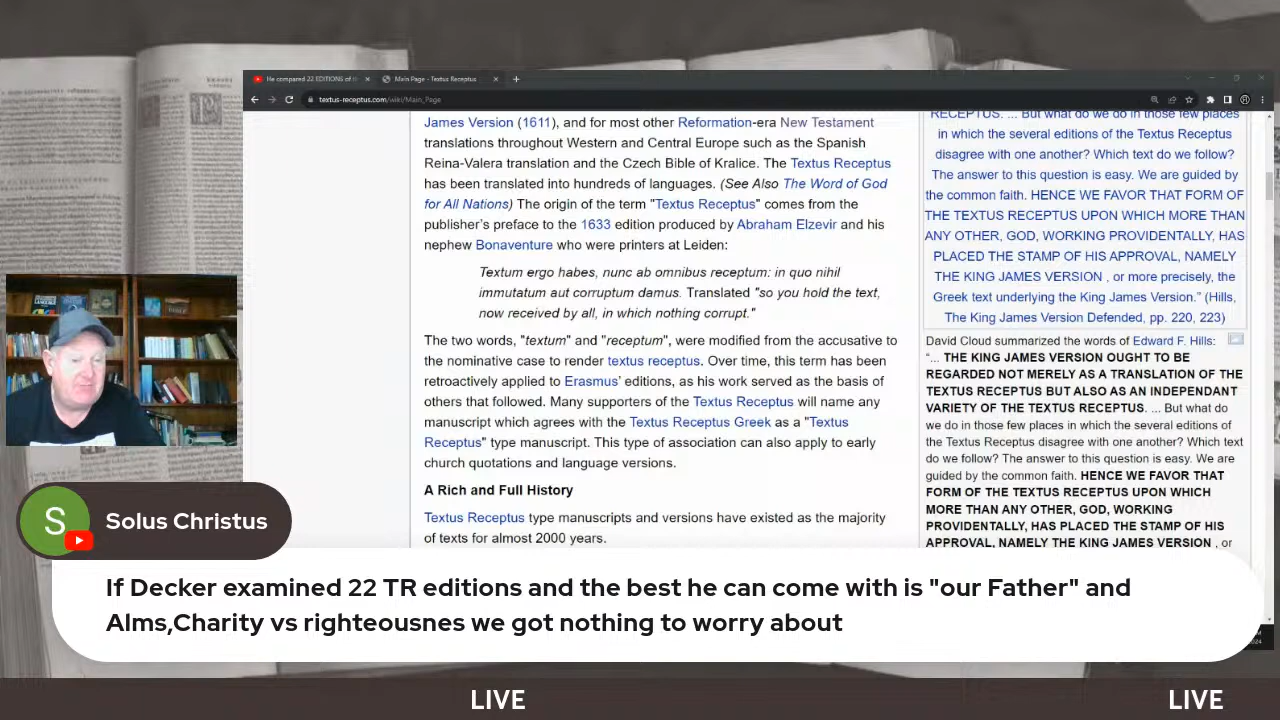 He compared 22 EDITIONS of
Main Page - Textus Receptus
textus-receptus.com/wiki/Main_Page
James Version (1611), and for most other Reformation-era New Testament
translations throughout Western and Central Europe such as the Spanish
Reina-Valera translation and the Czech Bible of Kralice. The Textus Receptus
has been translated into hundreds of languages. (See Also The Word of God
for All Nations) The origin of the term "Textus Receptus" comes from the
publisher's preface to the 1633 edition produced by Abraham Elzevir and his
nephew Bonaventure who were printers at Leiden:
Textum ergo habes, nunc ab omnibus receptum: in quo nihil
immutatum aut corruptum damus. Translated "so you hold the text,
now received by all, in which nothing corrupt."
The two words, "textum" and "receptum", were modified from the accusative to
the nominative case to render textus receptus. Over time, this term has been
retroactively applied to Erasmus' editions, as his work served as the basis of
others that followed. Many supporters of the Textus Receptus will name any
manuscript which agrees with the Textus Receptus Greek as a "Textus
Receptus" type manuscript. This type of association can also apply to early
church quotations and language versions.
A Rich and Full History
Textus Receptus type manuscripts and versions have existed as the majority
of texts for almost 2000 years.
RECEPTUS. ... But what do we do in those few places
in which the several editions of the Textus Receptus
disagree with one another? Which text do we follow?
The answer to this question is easy. We are guided by
the common faith. HENCE WE FAVOR THAT FORM OF
THE TEXTUS RECEPTUS UPON WHICH MORE THAN
ANY OTHER, GOD, WORKING PROVIDENTALLY, HAS
PLACED THE STAMP OF HIS APPROVAL, NAMELY
THE KING JAMES VERSION , or more precisely, the
Greek text underlying the King James Version." (Hills,
The King James Version Defended, pp. 220, 223)
David Cloud summarized the words of Edward F. Hills:
"... THE KING JAMES VERSION OUGHT TO BE
REGARDED NOT MERELY AS A TRANSLATION OF THE
TEXTUS RECEPTUS BUT ALSO AS AN INDEPENDANT
VARIETY OF THE TEXTUS RECEPTUS. ... But what do
we do in those few places in which the several editions of
the Textus Receptus disagree with one another? Which text
do we follow? The answer to this question is easy. We are
guided by the common faith. HENCE WE FAVOR THAT
FORM OF THE TEXTUS RECEPTUS UPON WHICH
MORE THAN ANY OTHER, GOD, WORKING
PROVIDENTIALLY, HAS PLACED THE STAMP OF HIS
APPROVAL, NAMELY THE KING JAMES VERSION , or
S
Solus Christus
If Decker examined 22 TR editions and the best he can come with is "our Father" and
Alms,Charity vs righteousnes we got nothing to worry about
LIVE
LIVE